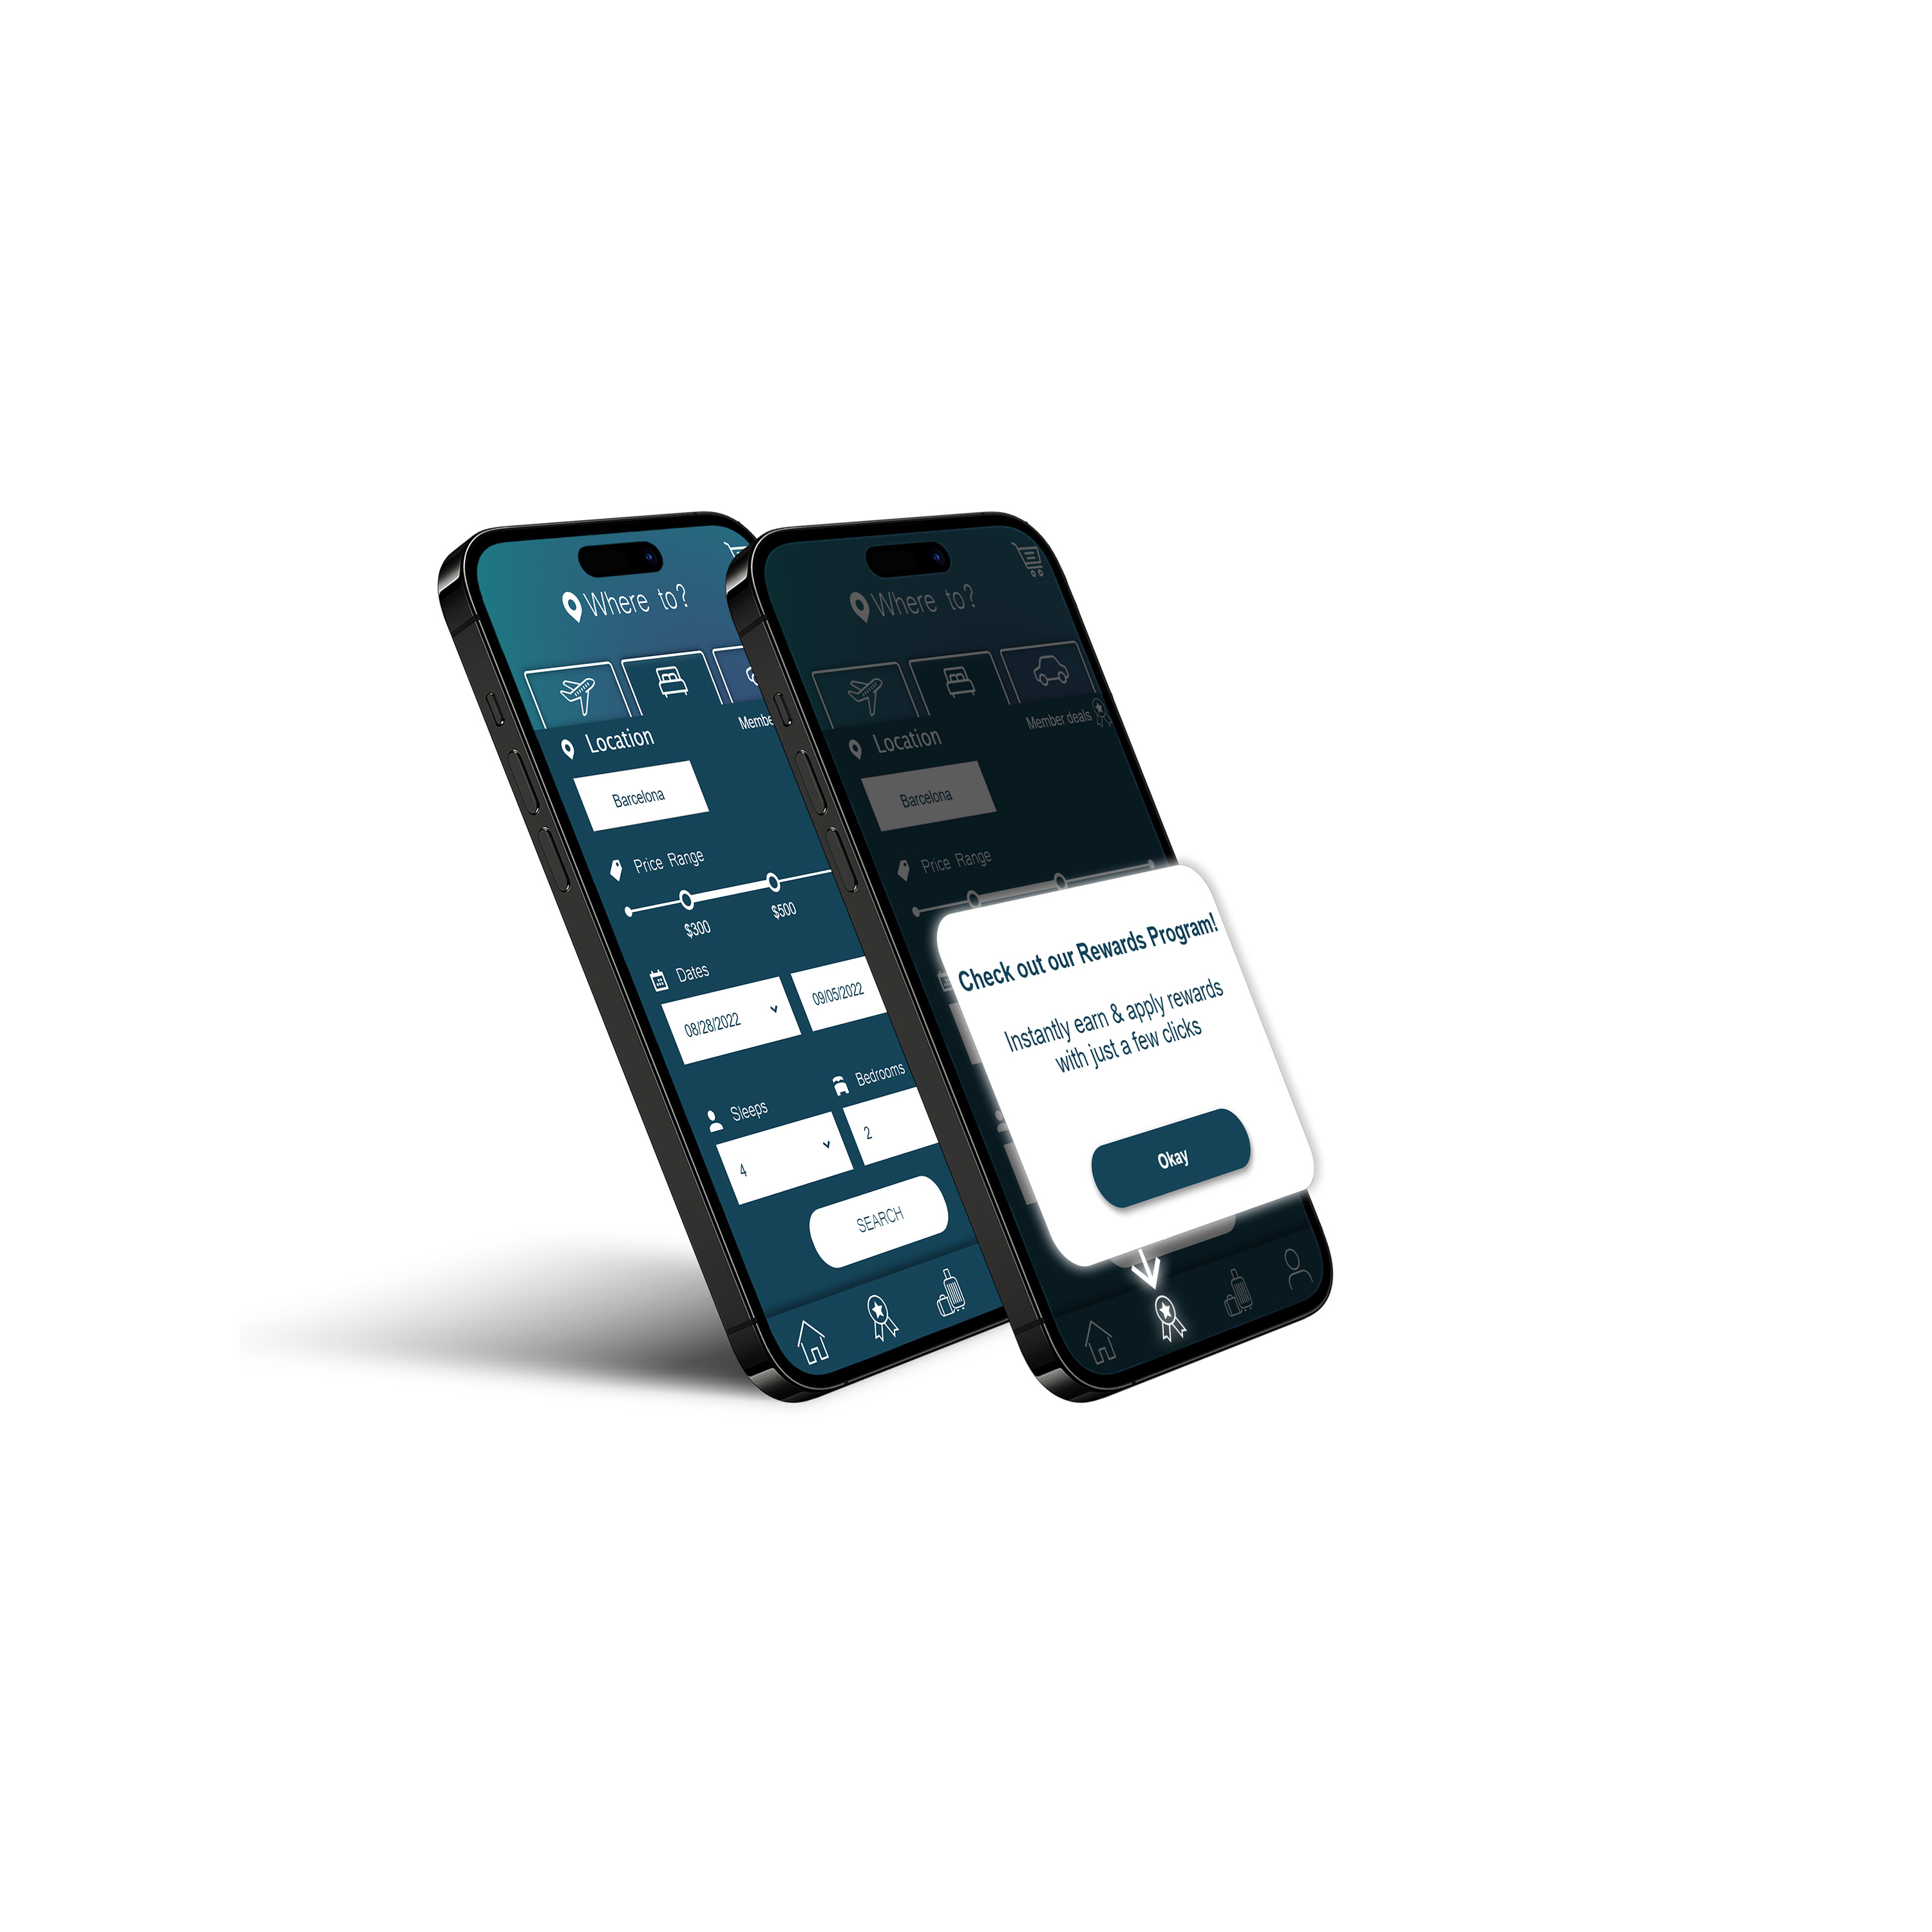 Where to?
Membe
Location
Barcelona
Price Range
$300
$500
Dates
08/28/2022
09/05/2022
Sleeps
Bedrooms
4
2
SEARCH
Where to?
Member deals
Location
Barcelona
Price Range
Check out our Rewards Program!
Instantly earn & apply rewards
with just a few clicks
Okay